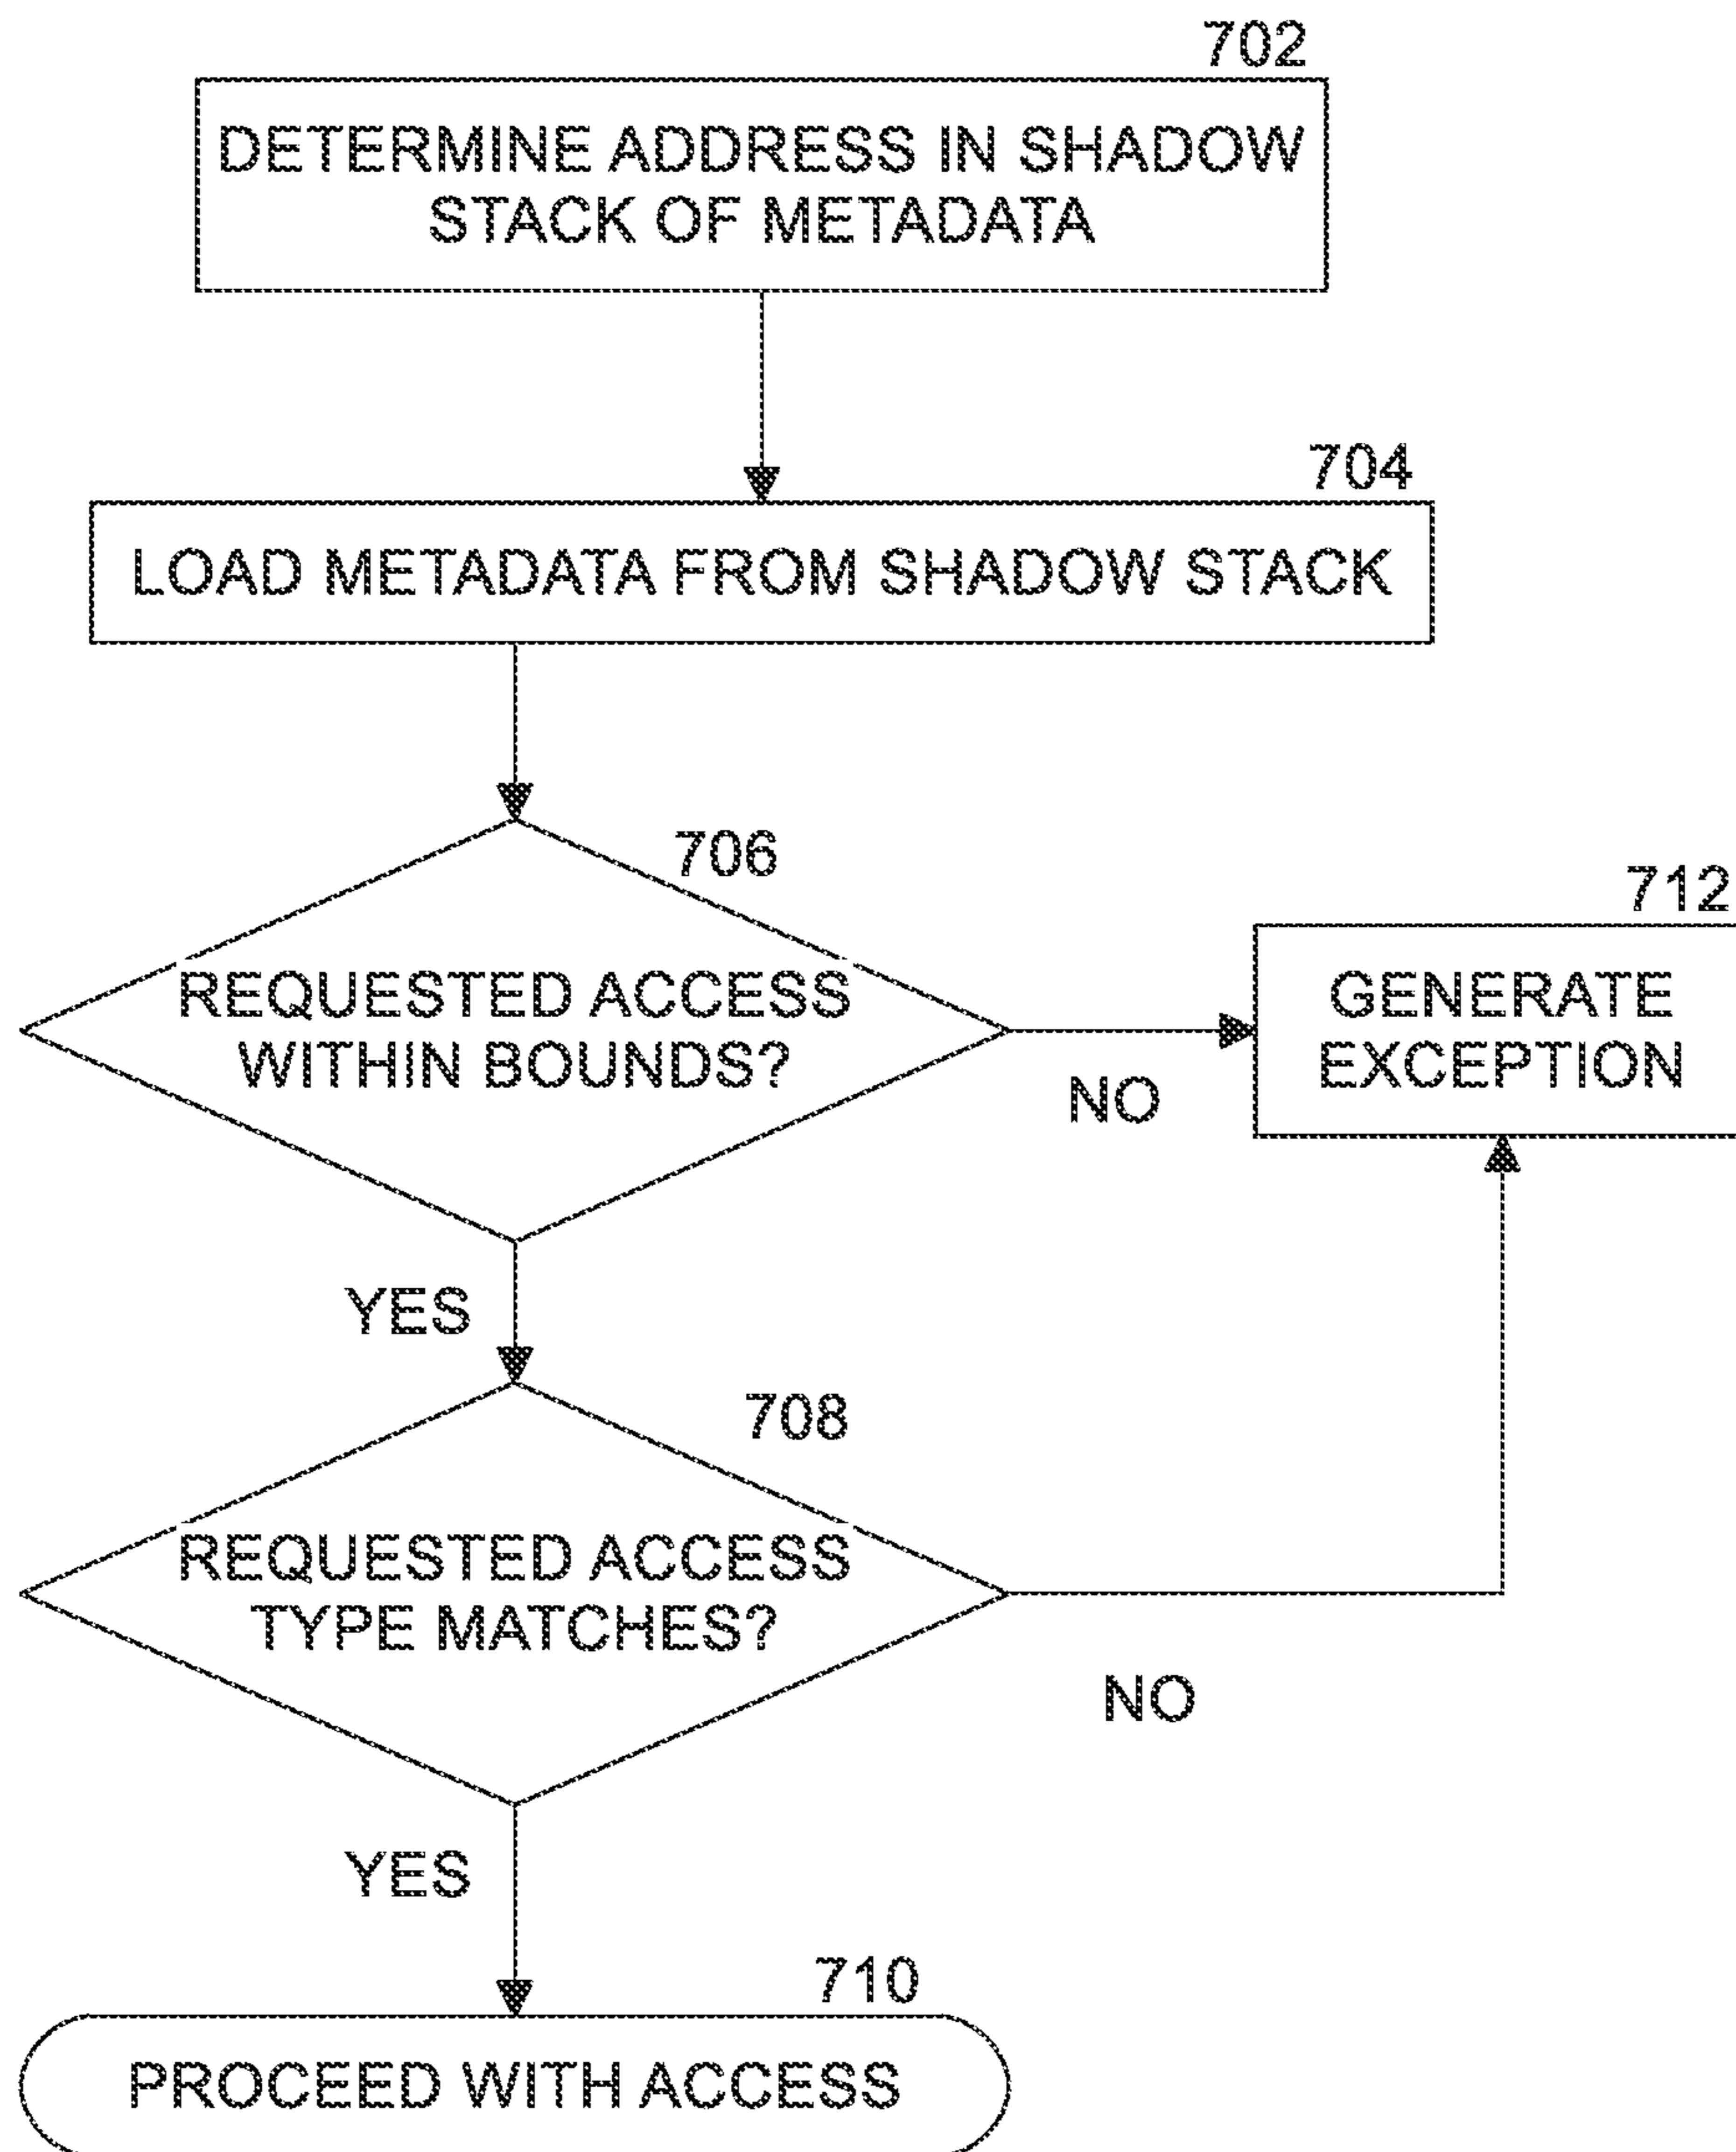 702
DETERMINE ADDRESS IN SHADOW
STACK OF METADATA
704
LOAD METADATA FROM SHADOW STACK
706
REQUESTED ACCESS
WITHIN BOUNDS?
NO
712
GENERATE
EXCEPTION
YES
708
REQUESTED ACCESS
TYPE MATCHES?
NO
YES
710
PROCEED WITH ACCESS